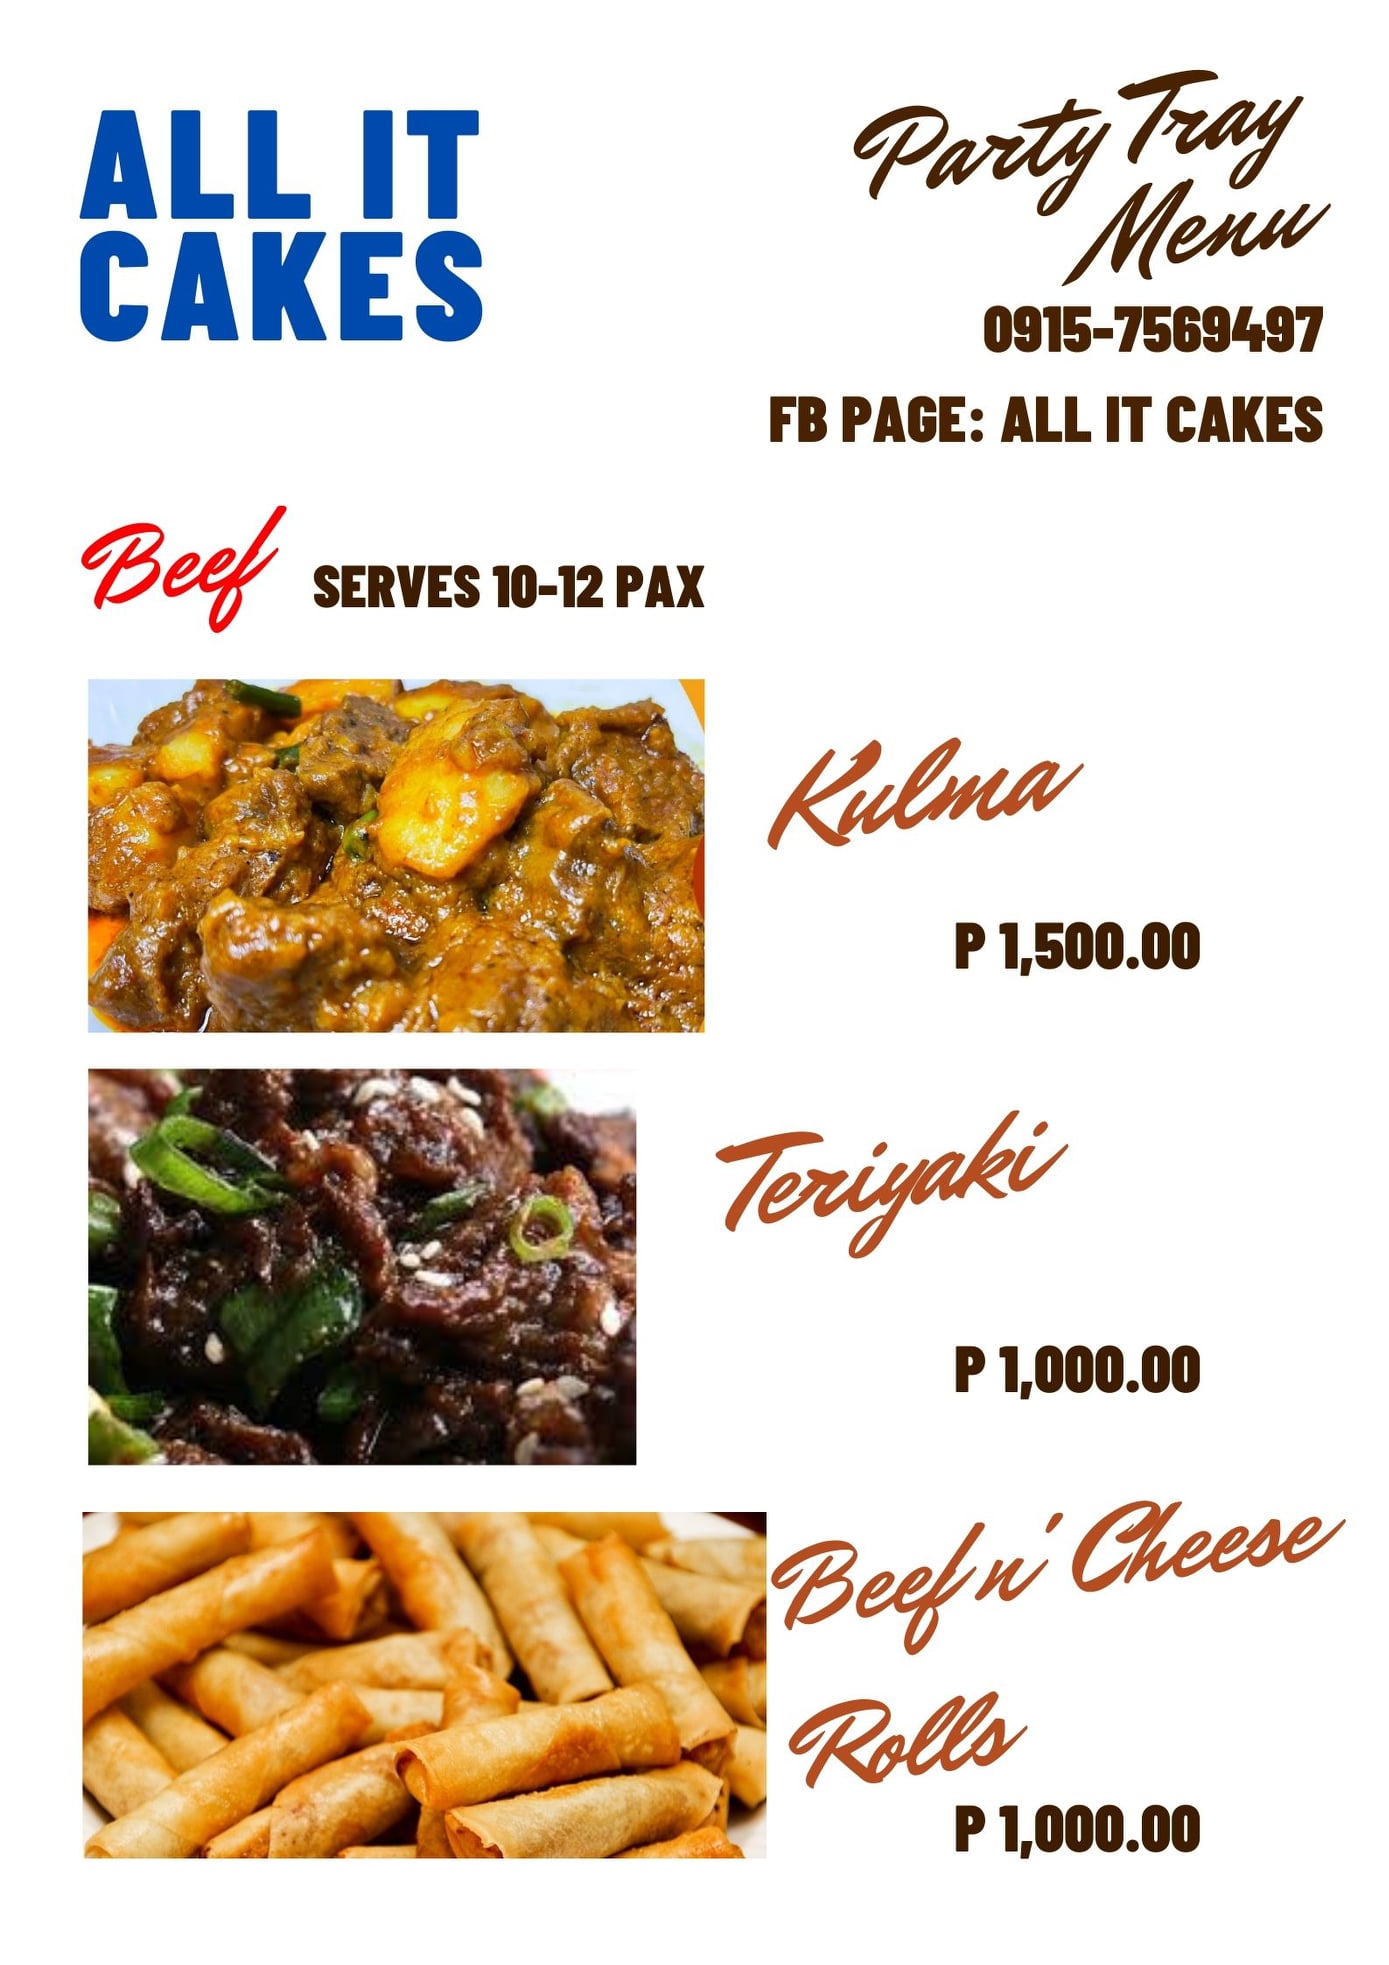 ALL IT
CAKES
Party Tray
Menu
0915-7569497
FB PAGE: ALL IT CAKES
Beef SERVES 10-12 PAX
Kulma
P 1,500.00
Teriyaki
P 1,000.00
Beef n' Cheese
Rolls
P 1,000.00